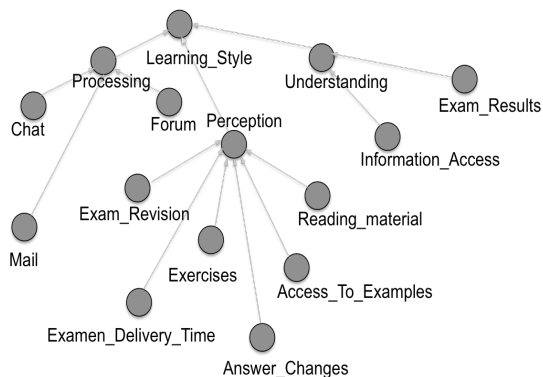 Learning_Style
Processing
Understanding
Exam_Results
Chat
Forum
Perception
Information_Access
Exam_Revision
Reading_material
Mail
Exercises
Access_To_Examples
Examen_Delivery_Time
Answer_Changes